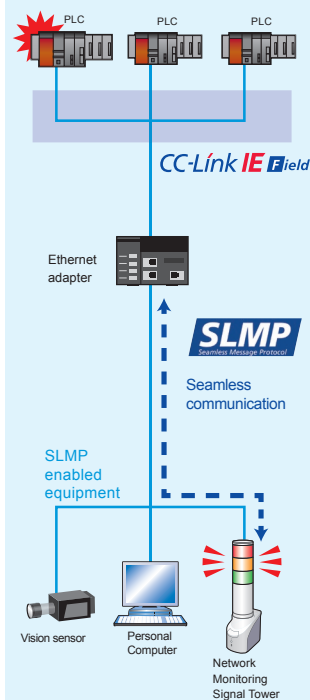 PLC
PLC
PLC
CC-Link IE Field
Ethernet
adapter
SLMP
Seamless Message Protocol
Seamless
communication
SLMP
enabled
equipment
Vision sensor
Personal
Computer
Network
Monitoring
Signal Tower